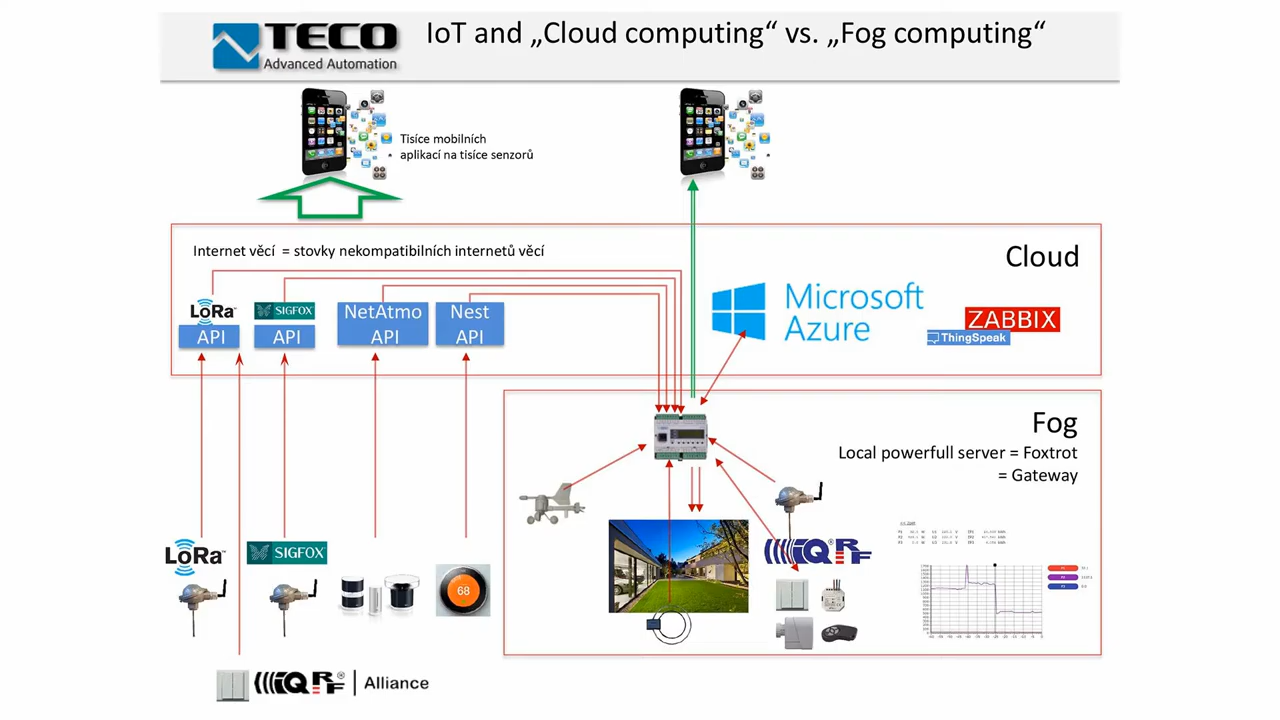 TECO
Advanced Automation
IoT and „Cloud computing“ vs. „Fog computing“
Tisíce mobilních
aplikací na tisíce senzorů
Internet věcí = stovky nekompatibilních internetů věcí
Cloud
LoRa™
API
SIGFOX
API
NetAtmo
API
Nest
API
Microsoft
Azure
ZABBIX
ThingSpeak
Fog
Local powerfull server = Foxtrot
= Gateway
LoRa™
SIGFOX
68
IQRF
IQRF® | Alliance